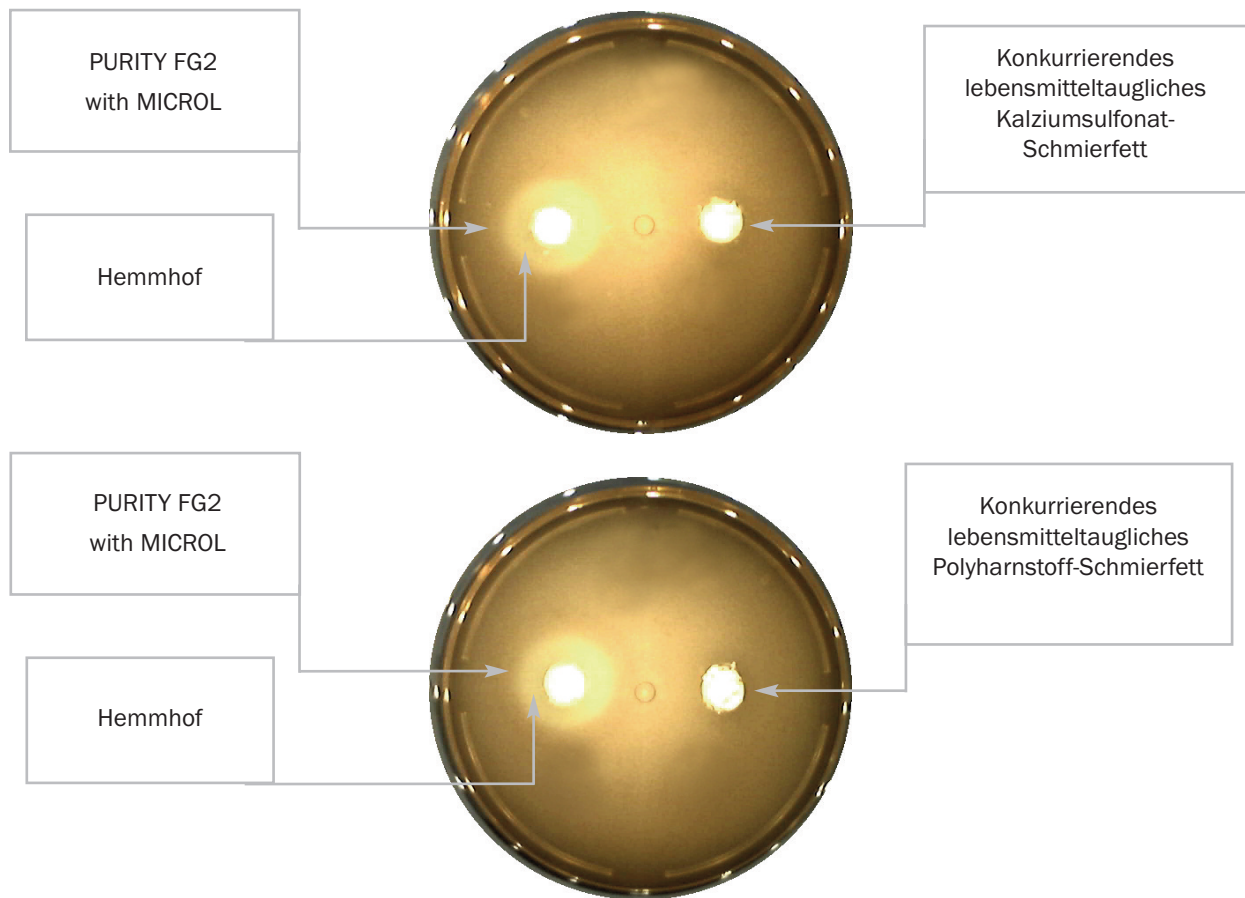 PURITY FG2
with MICROL
Konkurrierendes
lebensmitteltaugliches
Kalziumsulfonat-
Schmierfett
Hemmhof
PURITY FG2
with MICROL
Konkurrierendes
lebensmitteltaugliches
Polyharnstoff-Schmierfett
Hemmhof